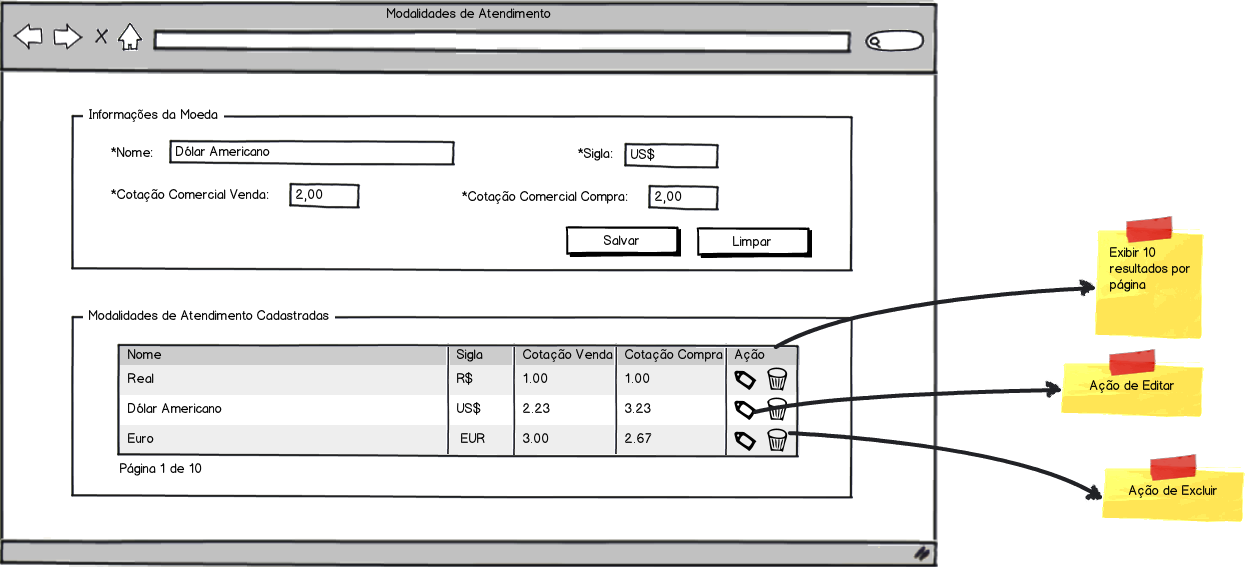 Modalidades de Atendimento
Informações da Moeda
*Nome: Dólar Americano *Sigla: US$
*Cotação Comercial Venda: 2,00 *Cotação Comercial Compra: 2,00
Salvar Limpar
Modalidades de Atendimento Cadastradas
Nome Sigla Cotação Venda Cotação Compra Ação
Real R$ 1.00 1.00
Dólar Americano US$ 2.23 3.23
Euro EUR 3.00 2.67
Página 1 de 10
Exibir 10
resultados por
página
Ação de Editar
Ação de Excluir